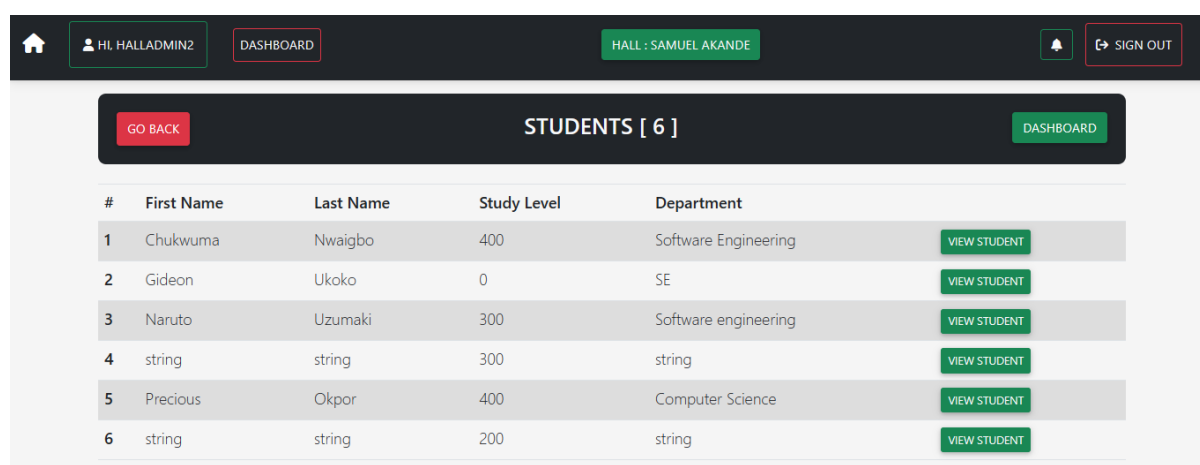 HI, HALLADMIN2 DASHBOARD HALL : SAMUEL AKANDE SIGN OUT
GO BACK STUDENTS [ 6 ] DASHBOARD
# First Name Last Name Study Level Department
1 Chukwuma Nwaigbo 400 Software Engineering VIEW STUDENT
2 Gideon Ukoko 0 SE VIEW STUDENT
3 Naruto Uzumaki 300 Software engineering VIEW STUDENT
4 string string 300 string VIEW STUDENT
5 Precious Okpor 400 Computer Science VIEW STUDENT
6 string string 200 string VIEW STUDENT